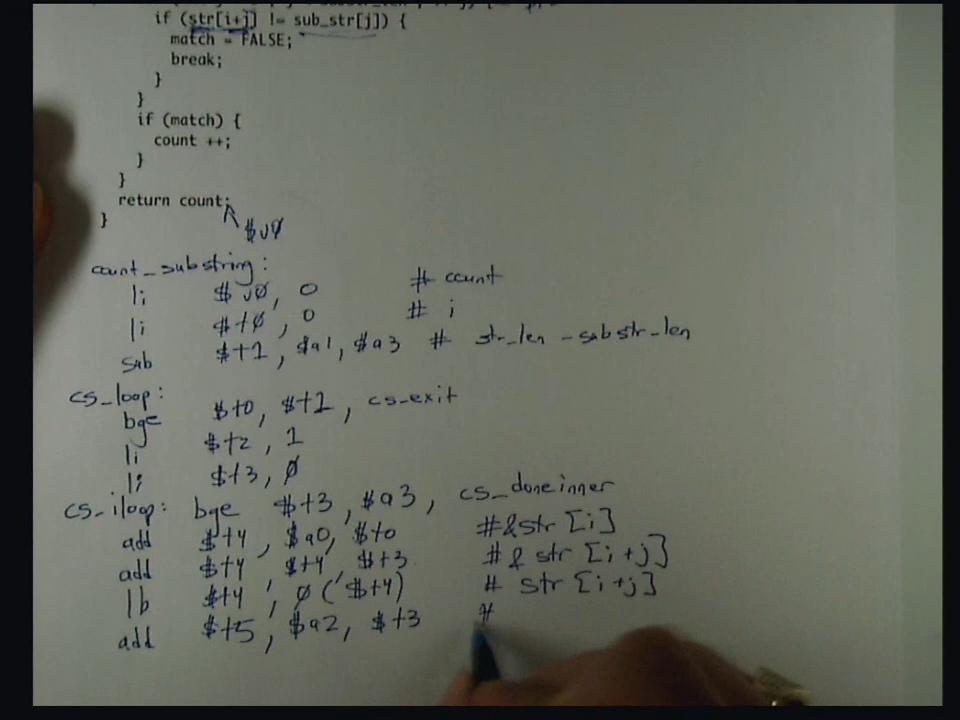 if (str[i+j] != sub_str[j]) {
match = FALSE;
break;
}
}
if (match) {
count ++;
}
}
return count;
}
$v0
count_substring:
li $v0, 0 # count
li $t0, 0 # i
sub $t1, $a1, $a3 # str_len - substr_len
cs_loop:
bge $t0, $t1, cs_exit
li $t2, 1
li $t3, 0
cs_iloop: bge $t3, $a3, cs_doneinner
add $t4, $a0, $t0 #&str [i]
add $t4, $t4, $t3 # & str [i+j]
lb $t4, 0($t4) # str [i+j]
add $t5, $a2, $t3 #